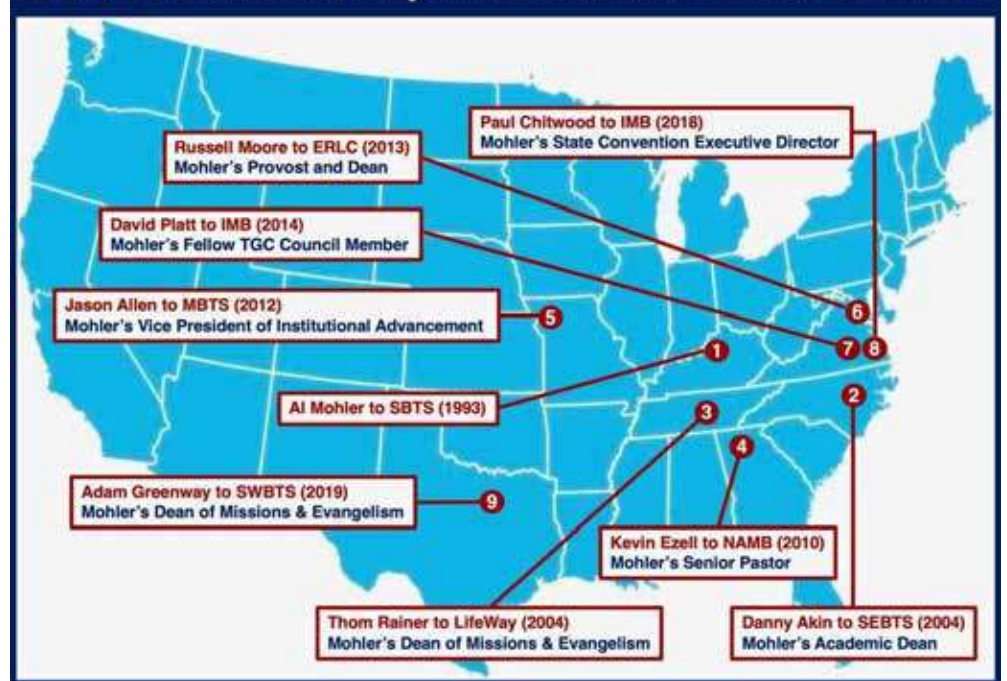 Paul Chitwood to IMB (2018)
Mohler's State Convention Executive Director
Russell Moore to ERLC (2013)
Mohler's Provost and Dean
David Platt to IMB (2014)
Mohler's Fellow TGC Council Member
Jason Allen to MBTS (2012)
Mohler's Vice President of Institutional Advancement
5
6
7
8
1
Al Mohler to SBTS (1993)
3
2
4
Adam Greenway to SWBTS (2019)
Mohler's Dean of Missions & Evangelism
9
Kevin Ezell to NAMB (2010)
Mohler's Senior Pastor
Thom Rainer to LifeWay (2004)
Mohler's Dean of Missions & Evangelism
Danny Akin to SEBTS (2004)
Mohler's Academic Dean